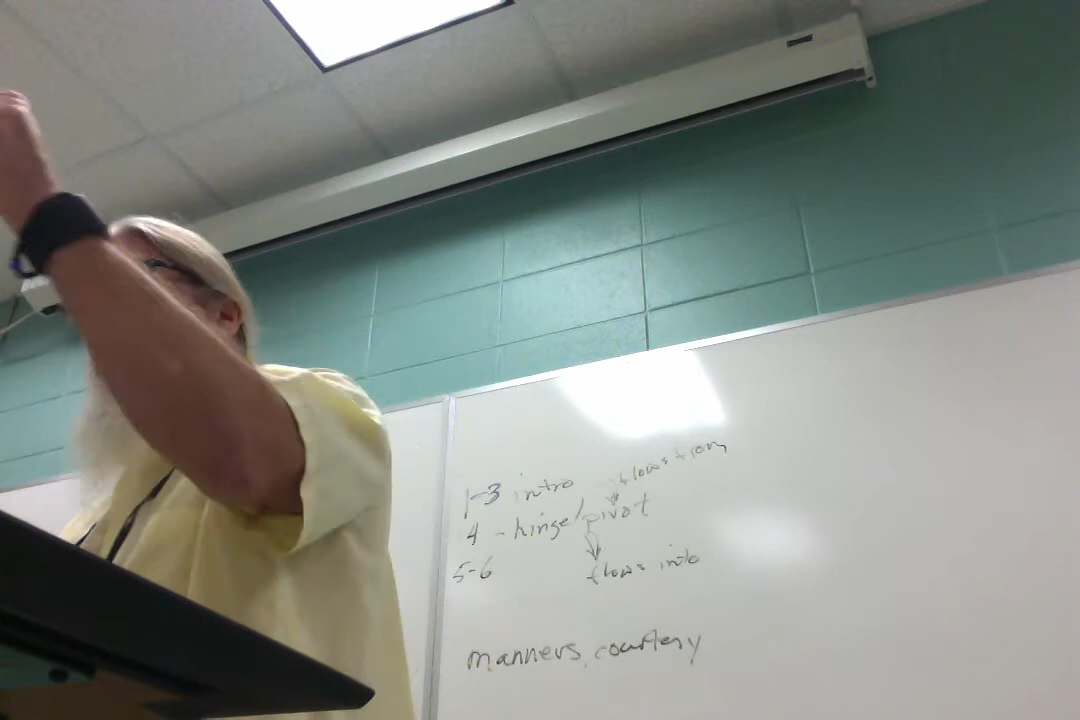 1-3 intro flows from
4 - hinge/pivot
5-6 flows into
manners, courtesy